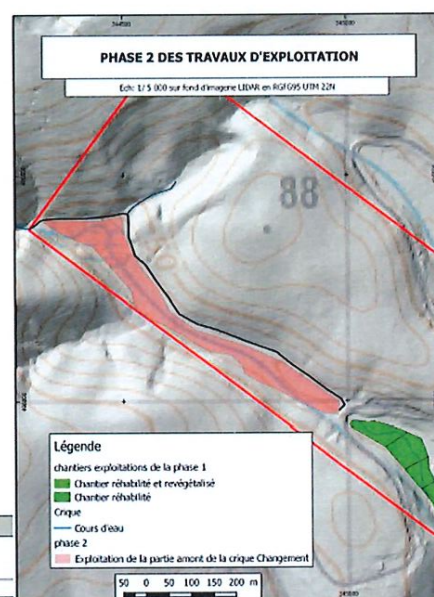 PHASE 2 DES TRAVAUX D'EXPLOITATION
Ech: 1/ 5 000 sur fond d'imagerie LIDAR en RGFG95 UTM 22N
88
Légende
chantiers exploitations de la phase 1
Chantier réhabilité et revégétalisé
Chantier réhabilité
Crique
Cours d'eau
phase 2
Exploitation de la partie amont de la crique Changement
50 0 50 100 150 200 m